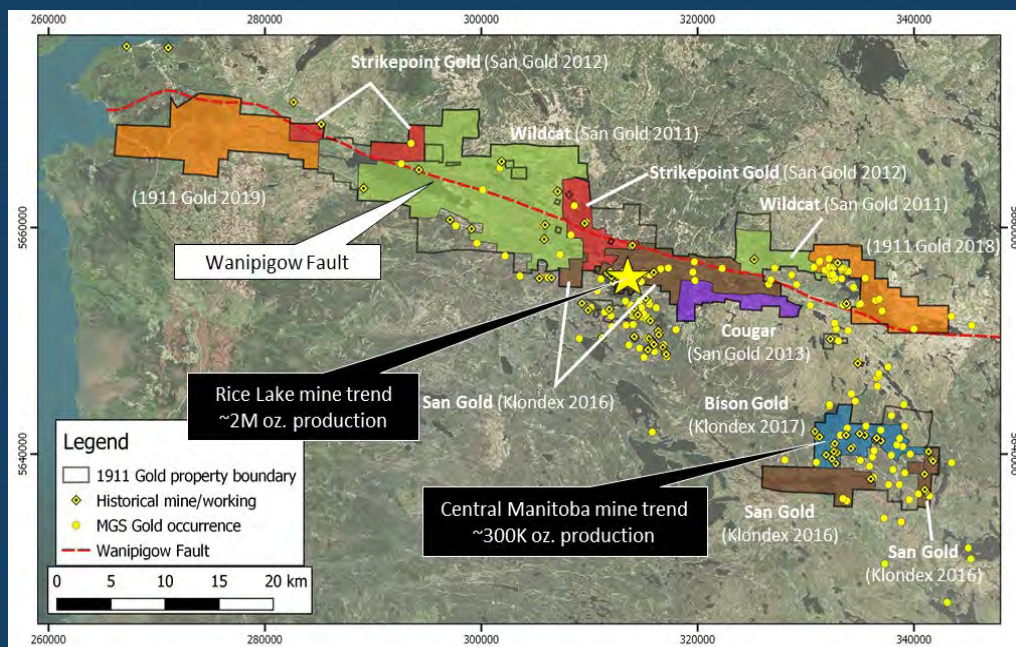 260000 280000 300000 320000 340000
Strikepoint Gold (San Gold 2012)
Wildcat (San Gold 2011)
Strikepoint Gold (San Gold 2012)
(1911 Gold 2019)
Wildcat (San Gold 2011)
5660000
5660000
(1911 Gold 2018)
Wanipigow Fault
Cougar
(San Gold 2013)
Rice Lake mine trend
~2M oz. production
San Gold (Klondex 2016)
Bison Gold
(Klondex 2017)
Legend
1911 Gold property boundary
Historical mine/working
MGS Gold occurrence
Wanipigow Fault
0 5 10 15 20 km
5640000
5640000
Central Manitoba mine trend
~300K oz. production
San Gold
(Klondex 2016)
San Gold
(Klondex 2016)
260000 280000 300000 320000 340000